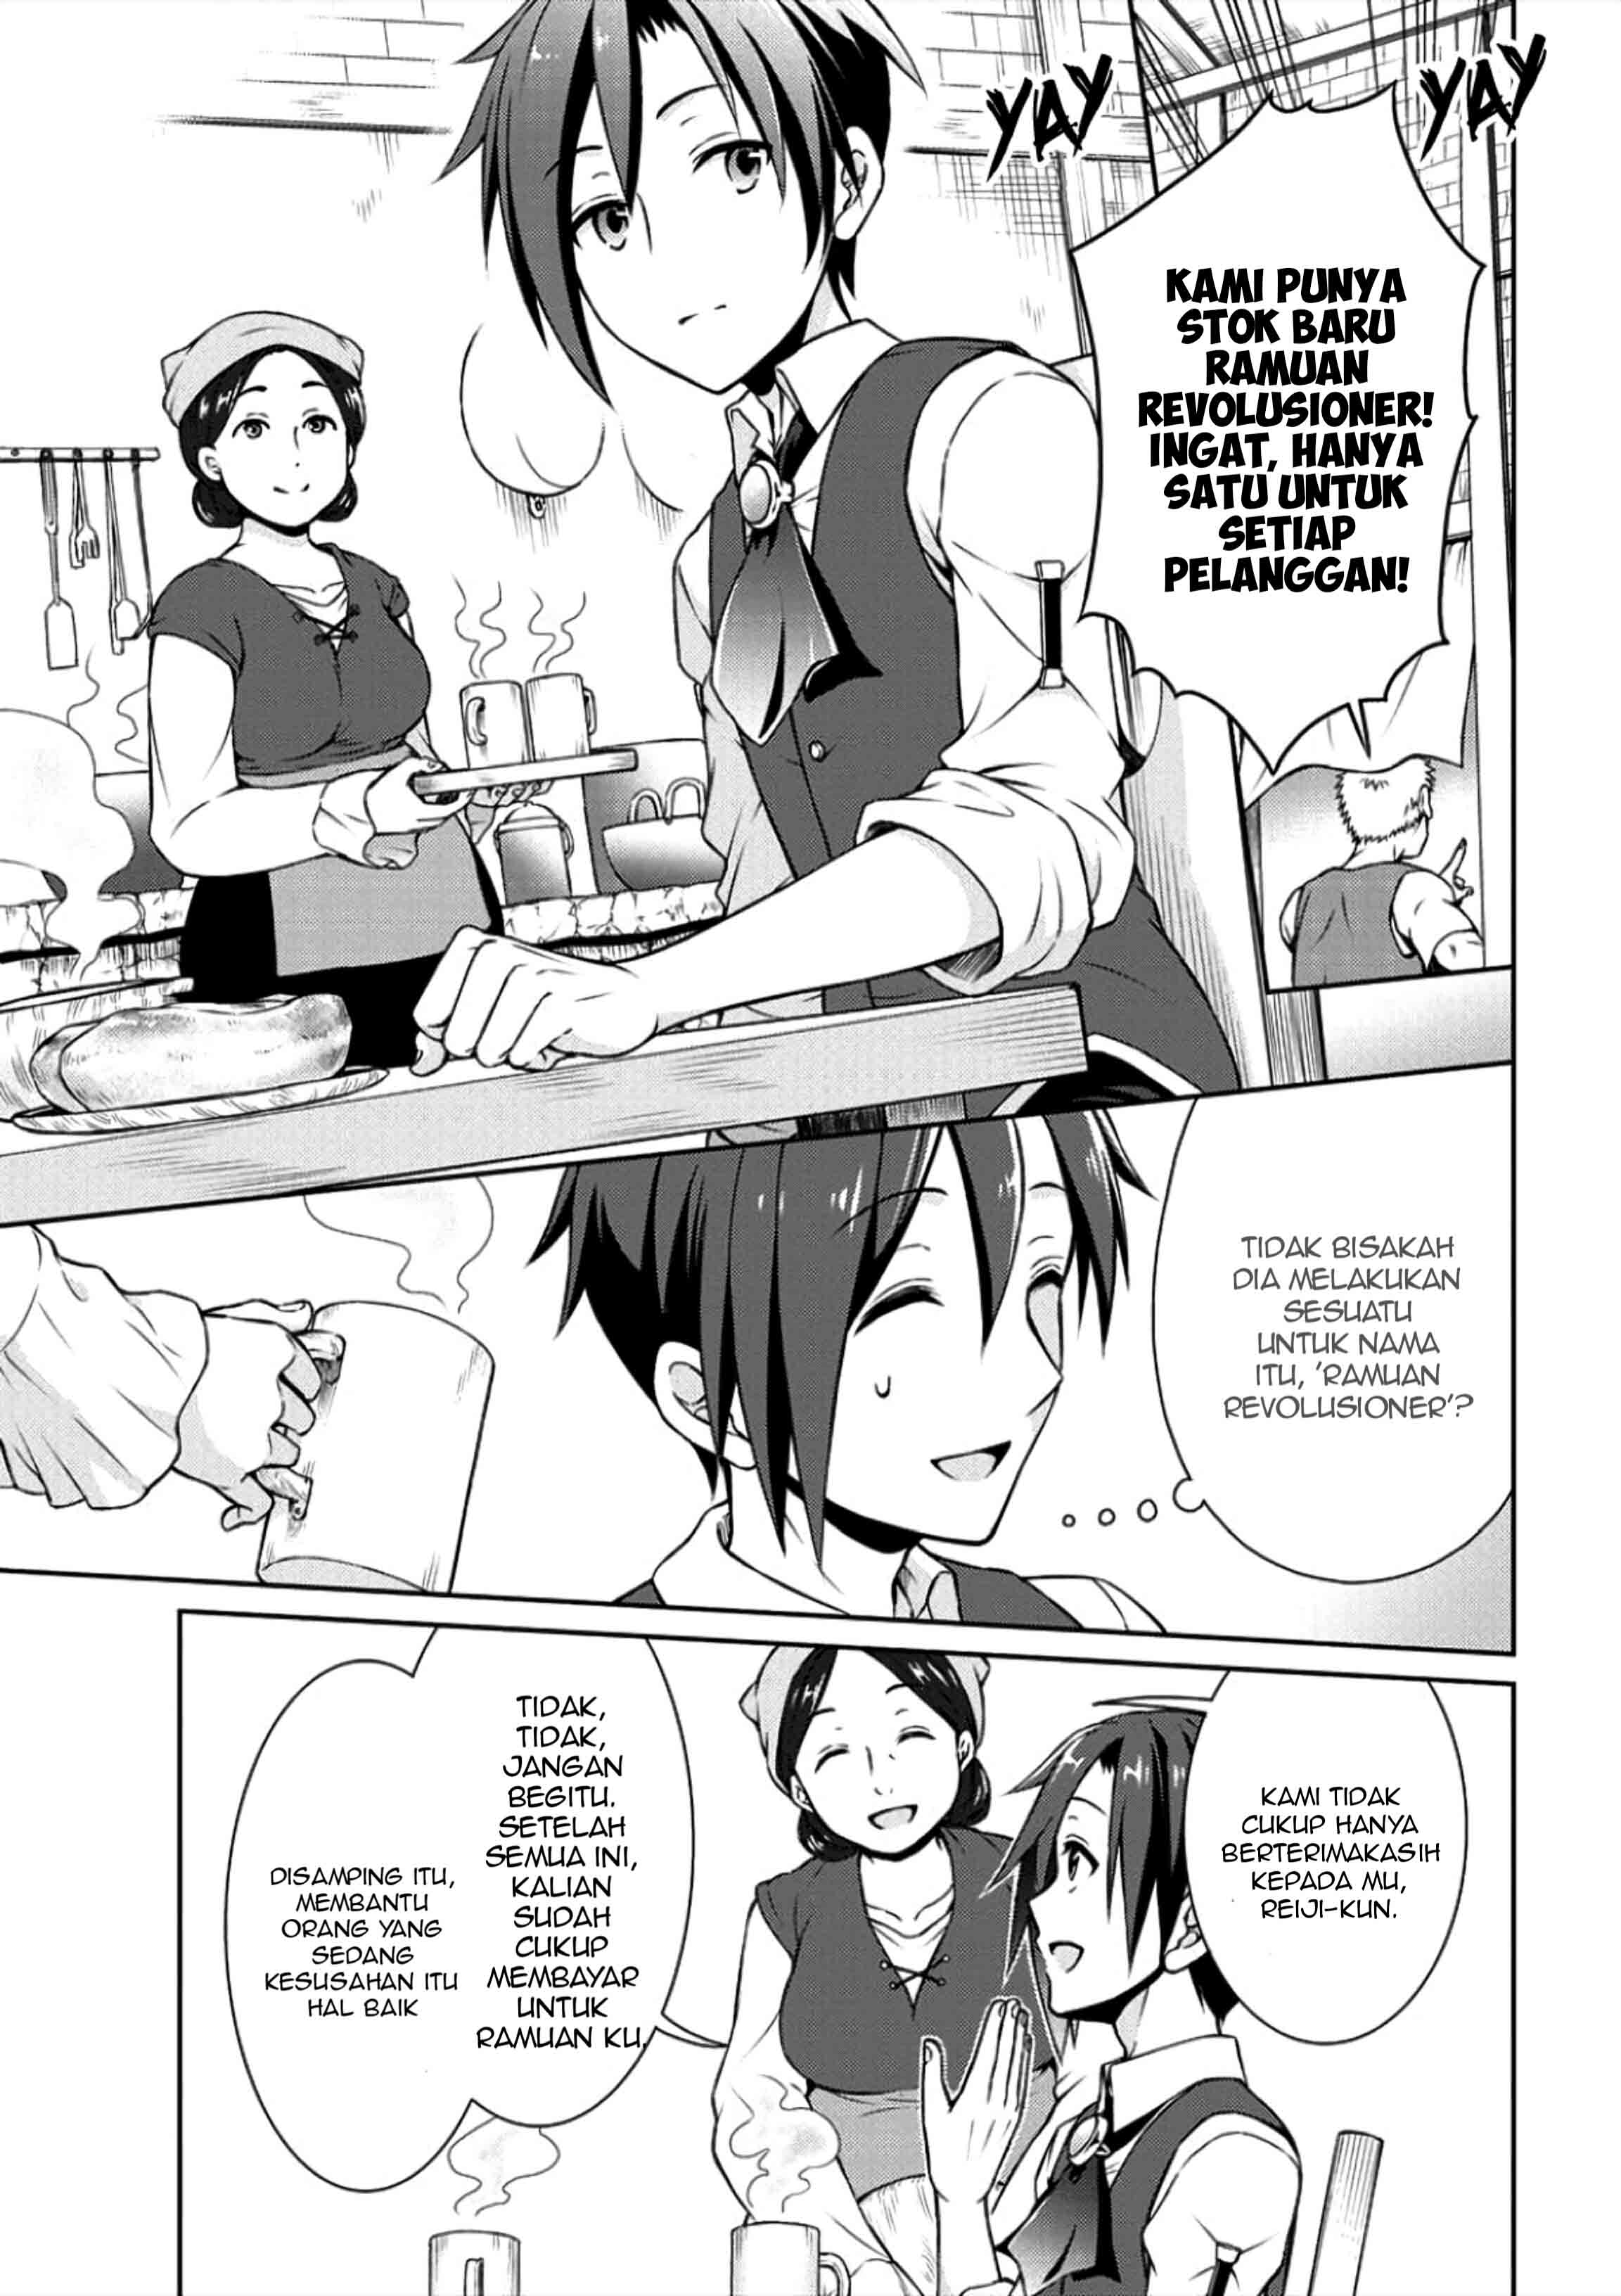 YAY
YAY
KAMI PUNYA
STOK BARU
RAMUAN
REVOLUSIONER!
INGAT, HANYA
SATU UNTUK
SETIAP
PELANGGAN!
TIDAK BISAKAH
DIA MELAKUKAN
SESUATU
UNTUK NAMA
ITU, 'RAMUAN
REVOLUSIONER'?
KAMI TIDAK
CUKUP HANYA
BERTERIMAKASIH
KEPADA MU,
REIJI-KUN.
TIDAK,
TIDAK,
JANGAN
BEGITU.
SETELAH
SEMUA INI,
KALIAN
SUDAH
CUKUP
MEMBAYAR
UNTUK
RAMUAN KU.
DISAMPING ITU,
MEMBANTU
ORANG YANG
SEDANG
KESUSAHAN ITU
HAL BAIK